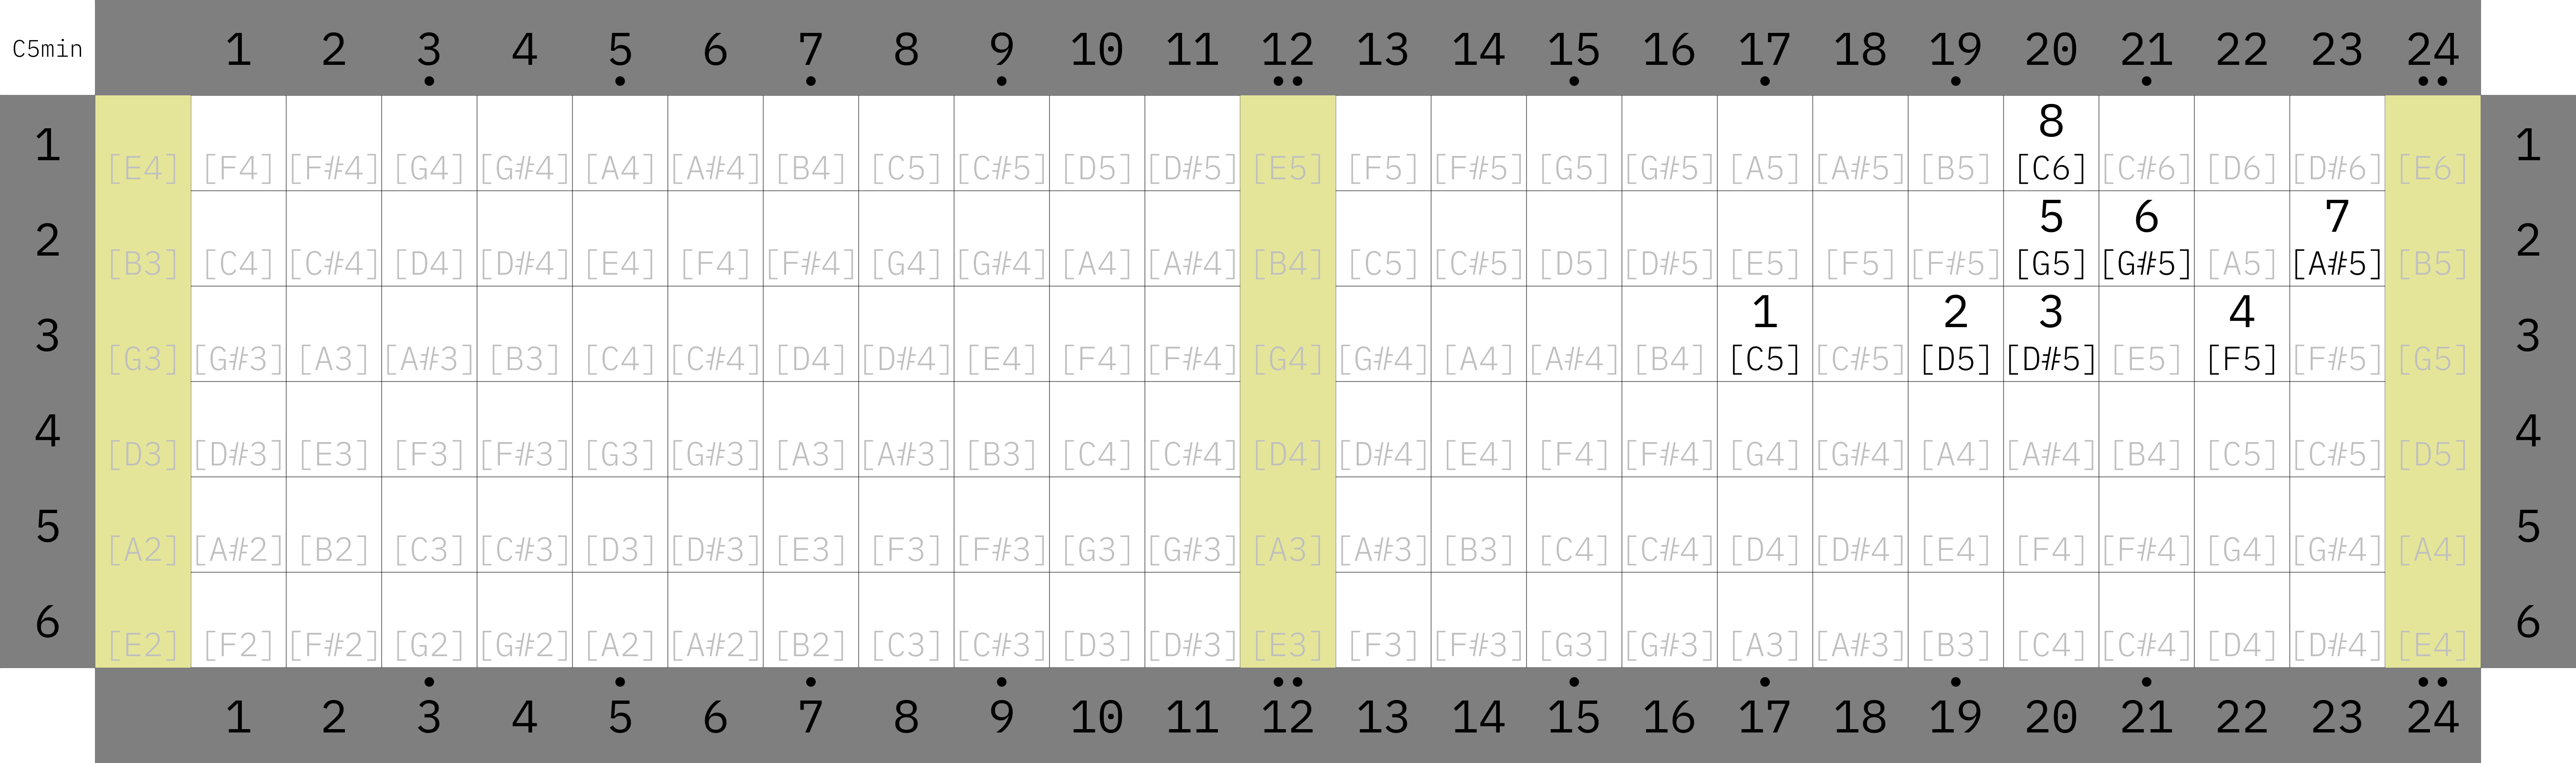 C5min 1 2 3 4 5 6 7 8 9 10 11 12 13 14 15 16 17 18 19 20 21 22 23 24
8
1 [E4] [F4] [F#4] [G4] [G#4] [A4] [A#4] [B4] [C5] [C#5] [D5] [D#5] [E5] [F5] [F#5] [G5] [G#5] [A5] [A#5] [B5] [C6] [C#6] [D6] [D#6] [E6] 1
5 6 7
2 [B3] [C4] [C#4] [D4] [D#4] [E4] [F4] [F#4] [G4] [G#4] [A4] [A#4] [B4] [C5] [C#5] [D5] [D#5] [E5] [F5] [F#5] [G5] [G#5] [A5] [A#5] [B5] 2
1 2 3 4
3 [G3] [G#3] [A3] [A#3] [B3] [C4] [C#4] [D4] [D#4] [E4] [F4] [F#4] [G4] [G#4] [A4] [A#4] [B4] [C5] [C#5] [D5] [D#5] [E5] [F5] [F#5] [G5] 3
4 [D3] [D#3] [E3] [F3] [F#3] [G3] [G#3] [A3] [A#3] [B3] [C4] [C#4] [D4] [D#4] [E4] [F4] [F#4] [G4] [G#4] [A4] [A#4] [B4] [C5] [C#5] [D5] 4
5 [A2] [A#2] [B2] [C3] [C#3] [D3] [D#3] [E3] [F3] [F#3] [G3] [G#3] [A3] [A#3] [B3] [C4] [C#4] [D4] [D#4] [E4] [F4] [F#4] [G4] [G#4] [A4] 5
6 [E2] [F2] [F#2] [G2] [G#2] [A2] [A#2] [B2] [C3] [C#3] [D3] [D#3] [E3] [F3] [F#3] [G3] [G#3] [A3] [A#3] [B3] [C4] [C#4] [D4] [D#4] [E4] 6
1 2 3 4 5 6 7 8 9 10 11 12 13 14 15 16 17 18 19 20 21 22 23 24